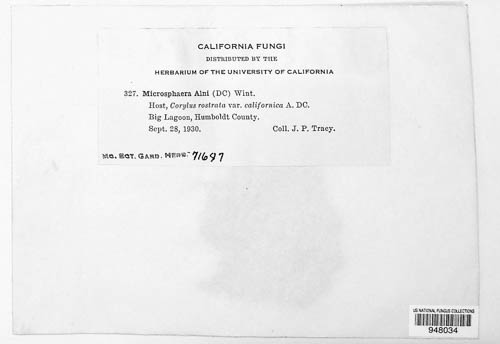 CALIFORNIA FUNGI
DISTRIBUTED BY THE
HERBARIUM OF THE UNIVERSITY OF CALIFORNIA
327. Microsphaera Alni (DC) Wint.
Host, Corylus rostrata var. californica A. DC.
Big Lagoon, Humboldt County.
Sept. 28, 1930. Coll. J. P. Tracy.
MO. BOT. GARD. HERB. 71697
US NATIONAL FUNGUS COLLECTIONS
948034